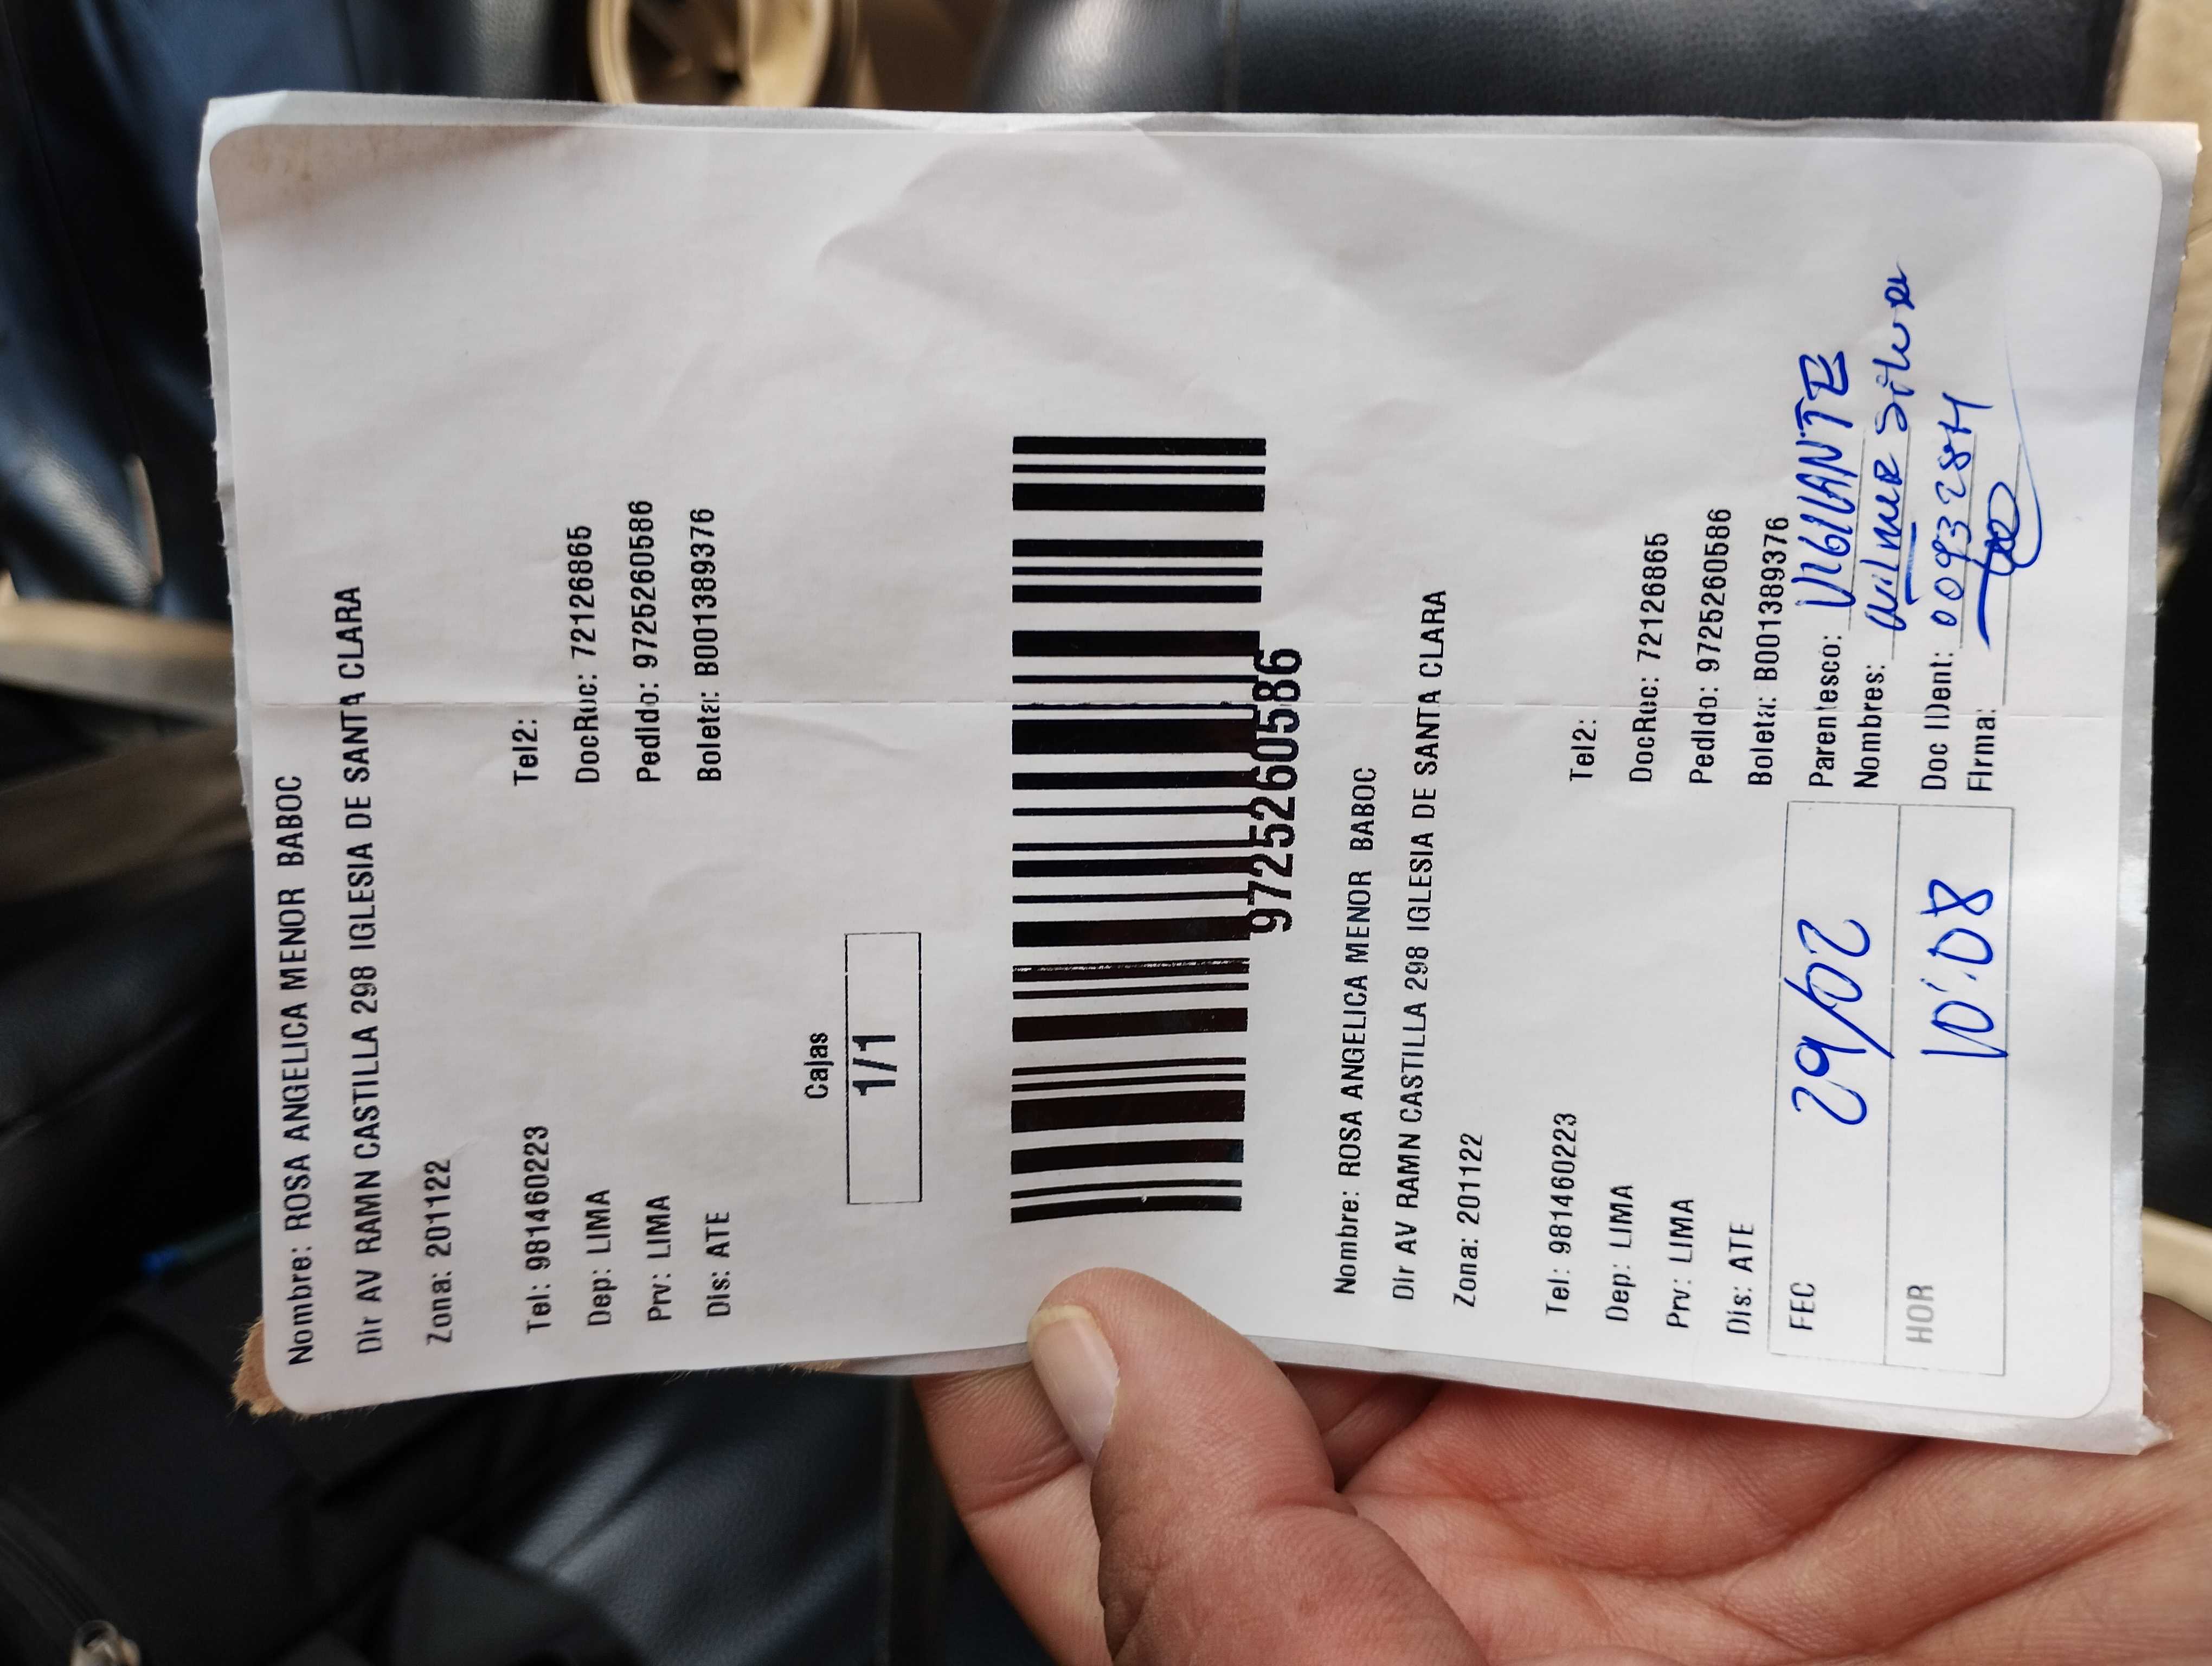 Nombre: ROSA ANGELICA MENOR BABOC
Dir AV RAMN CASTILLA 298 IGLESIA DE SANTA CLARA
Zona: 201122
Tel: 981460223 Tel2:
Dep: LIMA DocRuc: 72126865
Prv: LIMA Pedido: 9725260586
Dis: ATE Boleta: B001389376
Cajas
1/1
9725260586
Nombre: ROSA ANGELICA MENOR BABOC
Dir AV RAMN CASTILLA 298 IGLESIA DE SANTA CLARA
Zona: 201122
Tel: 981460223 Tel2:
Dep: LIMA DocRuc: 72126865
Prv: LIMA Pedido: 9725260586
Dis: ATE Boleta: B001389376
FEC 29/02 Parentesco: VIGILANTE
Nombres: wilmer silva
HOR 10:08 Doc IDent:
Firma: